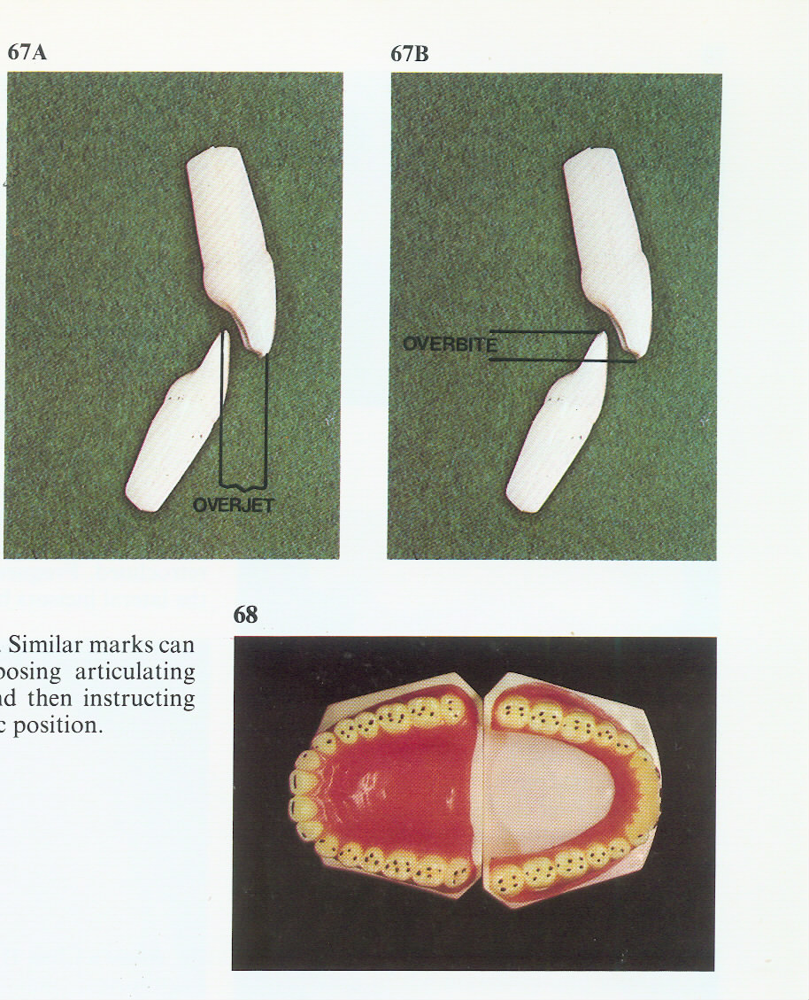 67A
67B
OVERJET
OVERBITE
68
. Similar marks can
posing articulating
nd then instructing
c position.